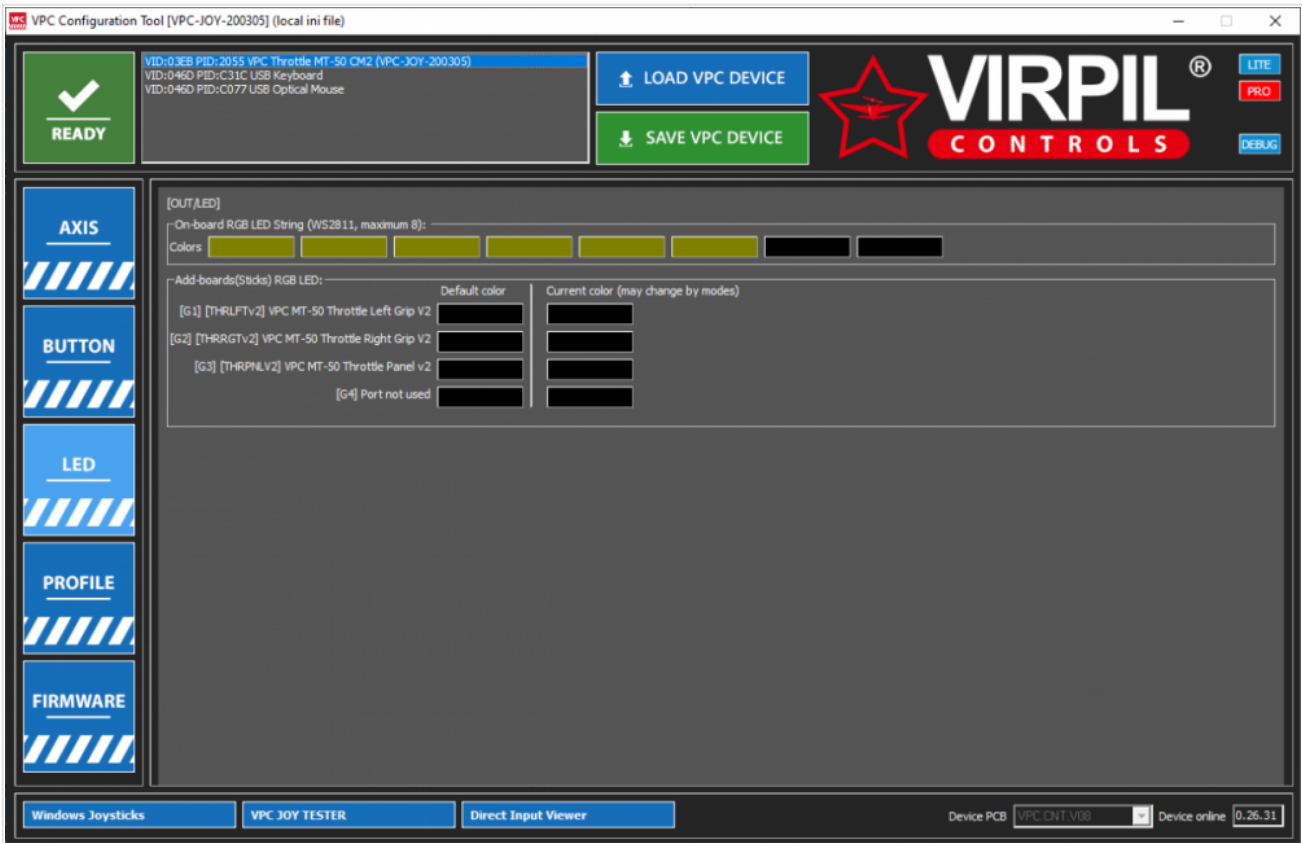 VPC Configuration Tool [VPC-JOY-200305] (local ini file)
READY
VID:03EB PID:2055 VPC Throttle MT-50 CM2 (VPC-JOY-200305)
VID:046D PID:C31C USB Keyboard
VID:046D PID:C077 USB Optical Mouse
LOAD VPC DEVICE
SAVE VPC DEVICE
VIRPIL®
CONTROLS
LITE
PRO
DEBUG
AXIS
BUTTON
LED
PROFILE
FIRMWARE
[OUT/LED]
On-board RGB LED String (WS2811, maximum 8):
Colors
Add-boards(Sticks) RGB LED:
Default color
Current color (may change by modes)
[G1] [THRLFTv2] VPC MT-50 Throttle Left Grip V2
[G2] [THRRGTv2] VPC MT-50 Throttle Right Grip V2
[G3] [THRPNLV2] VPC MT-50 Throttle Panel v2
[G4] Port not used
Windows Joysticks
VPC JOY TESTER
Direct Input Viewer
Device PCB
VPC.CNT.V08
Device online
0.26.31